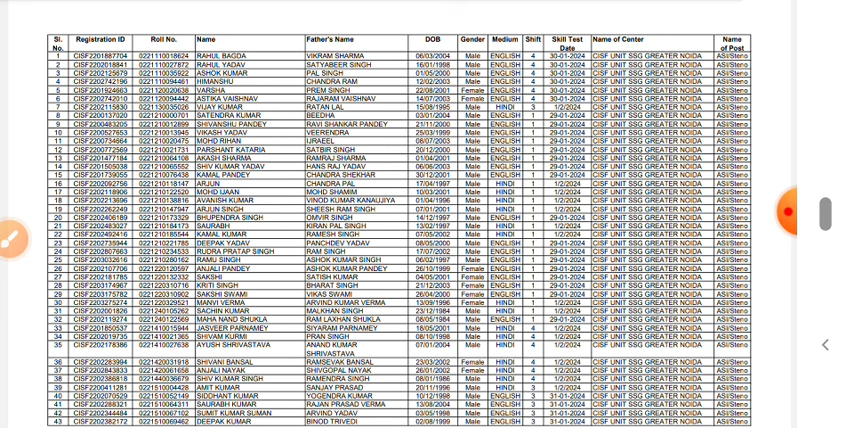 Sl. No. Registration ID Roll No. Name Father's Name DOB Gender Medium Shift Skill Test Date Name of Center Name of Post
1 CISF2201887704 0221110018624 RAHUL BAGDA VIKRAM SHARMA 06/03/2004 Male ENGLISH 4 30-01-2024 CISF UNIT SSG GREATER NOIDA ASI/Steno
2 CISF2202018841 0221110027872 RAHUL YADAV SATYABEER SINGH 16/01/1998 Male ENGLISH 4 30-01-2024 CISF UNIT SSG GREATER NOIDA ASI/Steno
3 CISF2202125679 0221110035922 ASHOK KUMAR PAL SINGH 01/05/2000 Male ENGLISH 4 30-01-2024 CISF UNIT SSG GREATER NOIDA ASI/Steno
4 CISF2202742196 0221110094461 HIMANSHU CHANDRA RAM 12/02/2003 Male ENGLISH 4 30-01-2024 CISF UNIT SSG GREATER NOIDA ASI/Steno
5 CISF2201924663 0221120020638 VARSHA PREM SINGH 22/08/2001 Female ENGLISH 4 30-01-2024 CISF UNIT SSG GREATER NOIDA ASI/Steno
6 CISF2202742010 0221120094442 ASTIKA VAISHNAV RAJARAM VAISHNAV 14/07/2003 Female ENGLISH 4 30-01-2024 CISF UNIT SSG GREATER NOIDA ASI/Steno
7 CISF2202115830 0221130035026 VIJAY KUMAR RATAN LAL 15/08/1995 Male HINDI 3 1/2/2024 CISF UNIT SSG GREATER NOIDA ASI/Steno
8 CISF2200137020 0221210000701 SATENDRA KUMAR BEEDHA 03/01/2004 Male ENGLISH 1 29-01-2024 CISF UNIT SSG GREATER NOIDA ASI/Steno
9 CISF2200483205 0221210012899 SHIVANSHU PANDEY RAVI SHANKAR PANDEY 21/11/2000 Male ENGLISH 1 29-01-2024 CISF UNIT SSG GREATER NOIDA ASI/Steno
10 CISF2200527653 0221210013945 VIKASH YADAV VEERENDRA 25/03/1999 Male ENGLISH 1 29-01-2024 CISF UNIT SSG GREATER NOIDA ASI/Steno
11 CISF2200734664 0221210020475 MOHD RIHAN IJRAEEL 08/07/2003 Male ENGLISH 1 29-01-2024 CISF UNIT SSG GREATER NOIDA ASI/Steno
12 CISF2200772569 0221210021731 PARSHANT KATARIA SATBIR SINGH 20/12/2000 Male ENGLISH 1 29-01-2024 CISF UNIT SSG GREATER NOIDA ASI/Steno
13 CISF2201477184 0221210064108 AKASH SHARMA RAMRAJ SHARMA 01/04/2001 Male ENGLISH 1 29-01-2024 CISF UNIT SSG GREATER NOIDA ASI/Steno
14 CISF2201505038 0221210065552 SHIV KUMAR YADAV HANS RAJ YADAV 06/06/2003 Male ENGLISH 1 29-01-2024 CISF UNIT SSG GREATER NOIDA ASI/Steno
15 CISF2201739055 0221210076438 KAMAL PANDEY CHANDRA SHEKHAR 30/12/2001 Male ENGLISH 1 29-01-2024 CISF UNIT SSG GREATER NOIDA ASI/Steno
16 CISF2202092756 0221210118147 ARJUN CHANDRA PAL 17/04/1997 Male HINDI 1 1/2/2024 CISF UNIT SSG GREATER NOIDA ASI/Steno
17 CISF2202118906 0221210122520 MOHD UJAAN MOHD SHAMIM 10/03/2001 Male HINDI 1 1/2/2024 CISF UNIT SSG GREATER NOIDA ASI/Steno
18 CISF2202213696 0221210138816 AVANISH KUMAR VINOD KUMAR KANAUJIYA 01/04/1996 Male HINDI 1 1/2/2024 CISF UNIT SSG GREATER NOIDA ASI/Steno
19 CISF2202262249 0221210147947 ARJUN SINGH SHEESH RAM SINGH 07/01/2001 Male HINDI 1 1/2/2024 CISF UNIT SSG GREATER NOIDA ASI/Steno
20 CISF2202406189 0221210173329 BHUPENDRA SINGH OMVIR SINGH 14/12/1997 Male ENGLISH 1 29-01-2024 CISF UNIT SSG GREATER NOIDA ASI/Steno
21 CISF2202483027 0221210184173 SAURABH KIRAN PAL SINGH 13/02/1997 Male HINDI 1 1/2/2024 CISF UNIT SSG GREATER NOIDA ASI/Steno
22 CISF2202492416 0221210185544 KAMAL KUMAR RAMESH SINGH 07/05/2002 Male HINDI 1 1/2/2024 CISF UNIT SSG GREATER NOIDA ASI/Steno
23 CISF2202735944 0221210221785 DEEPAK YADAV PANCHDEV YADAV 08/05/2000 Male ENGLISH 1 29-01-2024 CISF UNIT SSG GREATER NOIDA ASI/Steno
24 CISF2202807663 0221210234533 RUDRA PRATAP SINGH RAM SINGH 17/07/2002 Male ENGLISH 1 29-01-2024 CISF UNIT SSG GREATER NOIDA ASI/Steno
25 CISF2203032616 0221210280162 RAMU SINGH ASHOK KUMAR SINGH 06/02/1997 Male ENGLISH 1 29-01-2024 CISF UNIT SSG GREATER NOIDA ASI/Steno
26 CISF2202107706 0221220120597 ANJALI PANDEY ASHOK KUMAR PANDEY 26/10/1999 Female ENGLISH 1 29-01-2024 CISF UNIT SSG GREATER NOIDA ASI/Steno
27 CISF2202181785 0221220132332 SAKSHI SATISH KUMAR 04/05/2001 Female ENGLISH 1 29-01-2024 CISF UNIT SSG GREATER NOIDA ASI/Steno
28 CISF2203174967 0221220310716 KRITI SINGH BHARAT SINGH 21/12/2003 Female ENGLISH 1 29-01-2024 CISF UNIT SSG GREATER NOIDA ASI/Steno
29 CISF2203175782 0221220310902 SAKSHI SWAMI VIKAS SWAMI 26/04/2000 Female ENGLISH 1 29-01-2024 CISF UNIT SSG GREATER NOIDA ASI/Steno
30 CISF2203275274 0221220329521 MANVI VERMA ARVIND KUMAR VERMA 13/09/1996 Female HINDI 1 1/2/2024 CISF UNIT SSG GREATER NOIDA ASI/Steno
31 CISF2202001826 0221240105262 SACHIN KUMAR MALKHAN SINGH 23/12/1984 Male HINDI 1 1/2/2024 CISF UNIT SSG GREATER NOIDA ASI/Steno
32 CISF2202119274 0221240122569 MAHA NAND SHUKLA RAM LAXHAN SHUKLA 08/05/1984 Male ENGLISH 1 29-01-2024 CISF UNIT SSG GREATER NOIDA ASI/Steno
33 CISF2201850537 0221410015944 JASVEER PARNAMEY SIYARAM PARNAMEY 18/05/2001 Male HINDI 4 1/2/2024 CISF UNIT SSG GREATER NOIDA ASI/Steno
34 CISF2202019735 0221410021365 SHIVAM KURMI PRAN SINGH 08/10/1998 Male HINDI 4 1/2/2024 CISF UNIT SSG GREATER NOIDA ASI/Steno
35 CISF2202178386 0221410027638 AYUSH SHRIVASTAVA ANAND KUMAR SHRIVASTAVA 07/01/2004 Male HINDI 4 1/2/2024 CISF UNIT SSG GREATER NOIDA ASI/Steno
36 CISF2202283994 0221420031918 SHIVANI BANSAL RAMSEVAK BANSAL 23/03/2002 Female HINDI 4 1/2/2024 CISF UNIT SSG GREATER NOIDA ASI/Steno
37 CISF2202843833 0221420061658 ANJALI NAYAK SHIVGOPAL NAYAK 26/01/2002 Female HINDI 4 1/2/2024 CISF UNIT SSG GREATER NOIDA ASI/Steno
38 CISF2202386818 0221440036679 SHIV KUMAR SINGH RAMENDRA SINGH 08/01/1986 Male HINDI 4 1/2/2024 CISF UNIT SSG GREATER NOIDA ASI/Steno
39 CISF2200411281 0221510004428 AMIT KUMAR SANJAY PRASAD 20/11/1996 Male HINDI 3 1/2/2024 CISF UNIT SSG GREATER NOIDA ASI/Steno
40 CISF2202070529 0221510052149 SIDDHANT KUMAR YOGENDRA KUMAR 10/12/1998 Male ENGLISH 3 31-01-2024 CISF UNIT SSG GREATER NOIDA ASI/Steno
41 CISF2202288321 0221510064311 SAURABH KUMAR RAJAN PRASAD VERMA 13/08/2004 Male ENGLISH 3 31-01-2024 CISF UNIT SSG GREATER NOIDA ASI/Steno
42 CISF2202344484 0221510067102 SUMIT KUMAR SUMAN ARVIND YADAV 03/05/1998 Male ENGLISH 3 31-01-2024 CISF UNIT SSG GREATER NOIDA ASI/Steno
43 CISF2202382172 0221510069462 DEEPAK KUMAR BINOD TRIVEDI 02/08/1999 Male ENGLISH 3 31-01-2024 CISF UNIT SSG GREATER NOIDA ASI/Steno